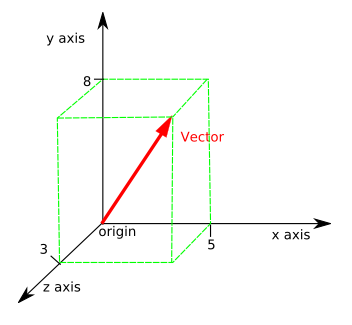 y axis
8
Vector
origin
x axis
5
3
z axis